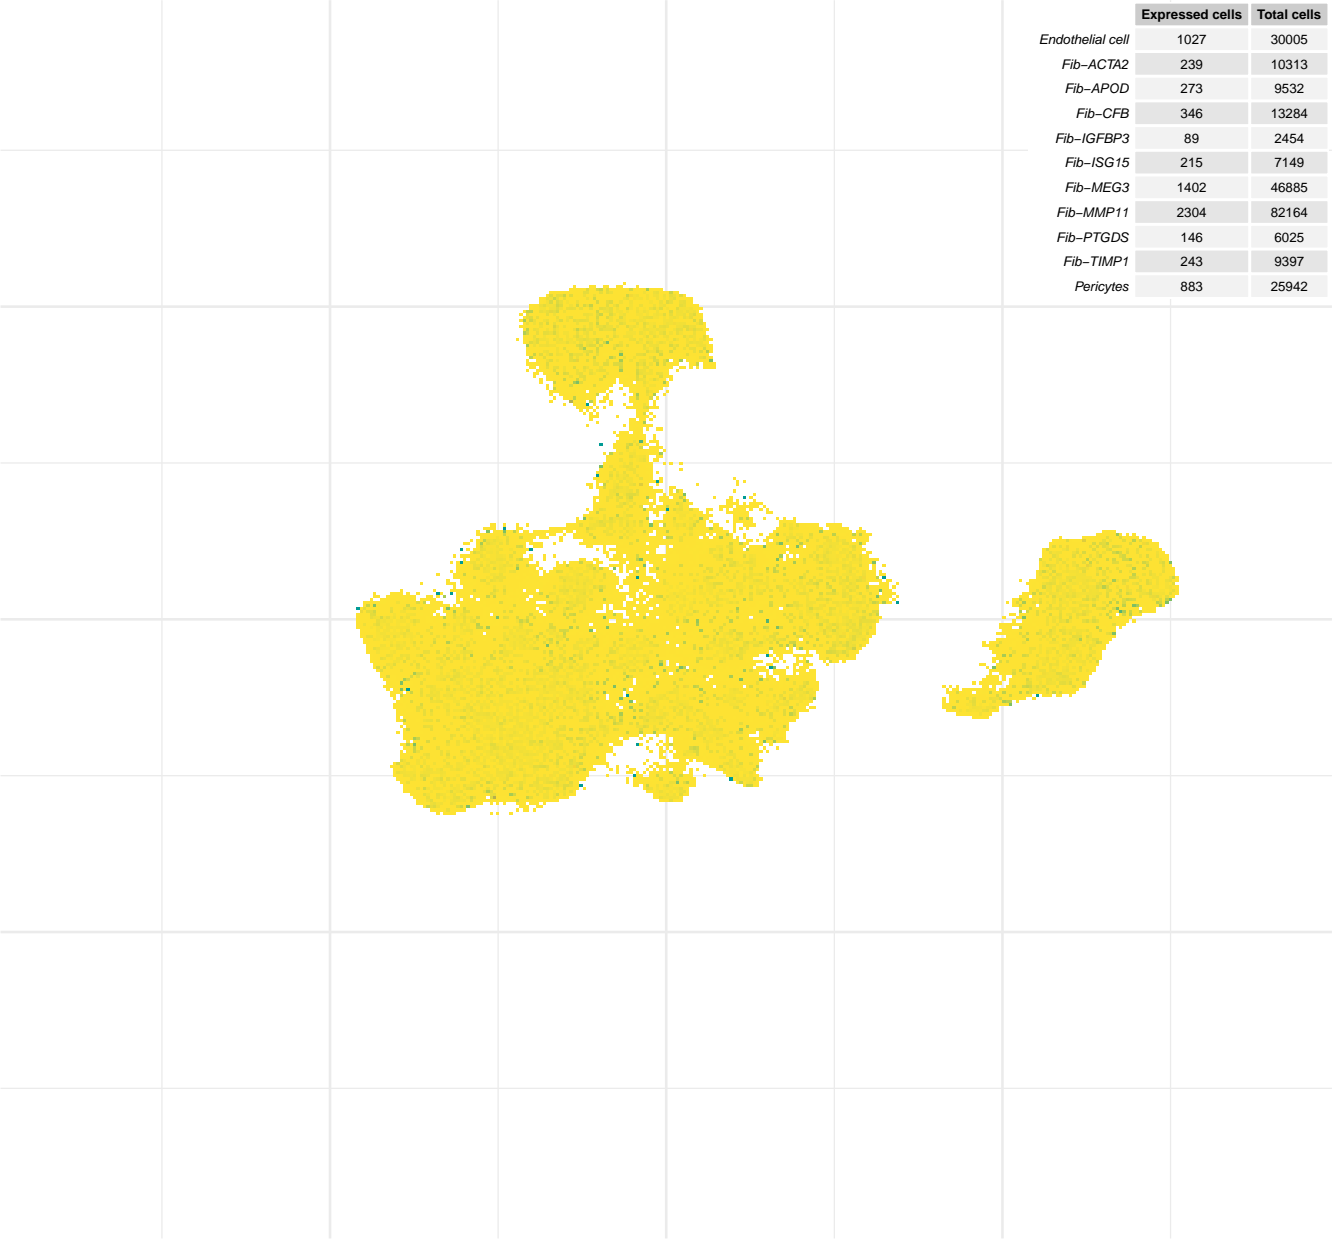 Expressed cells Total cells
Endothelial cell 1027 30005
Fib−ACTA2 239 10313
Fib−APOD 273 9532
Fib−CFB 346 13284
Fib−IGFBP3 89 2454
Fib−ISG15 215 7149
Fib−MEG3 1402 46885
Fib−MMP11 2304 82164
Fib−PTGDS 146 6025
Fib−TIMP1 243 9397
Pericytes 883 25942